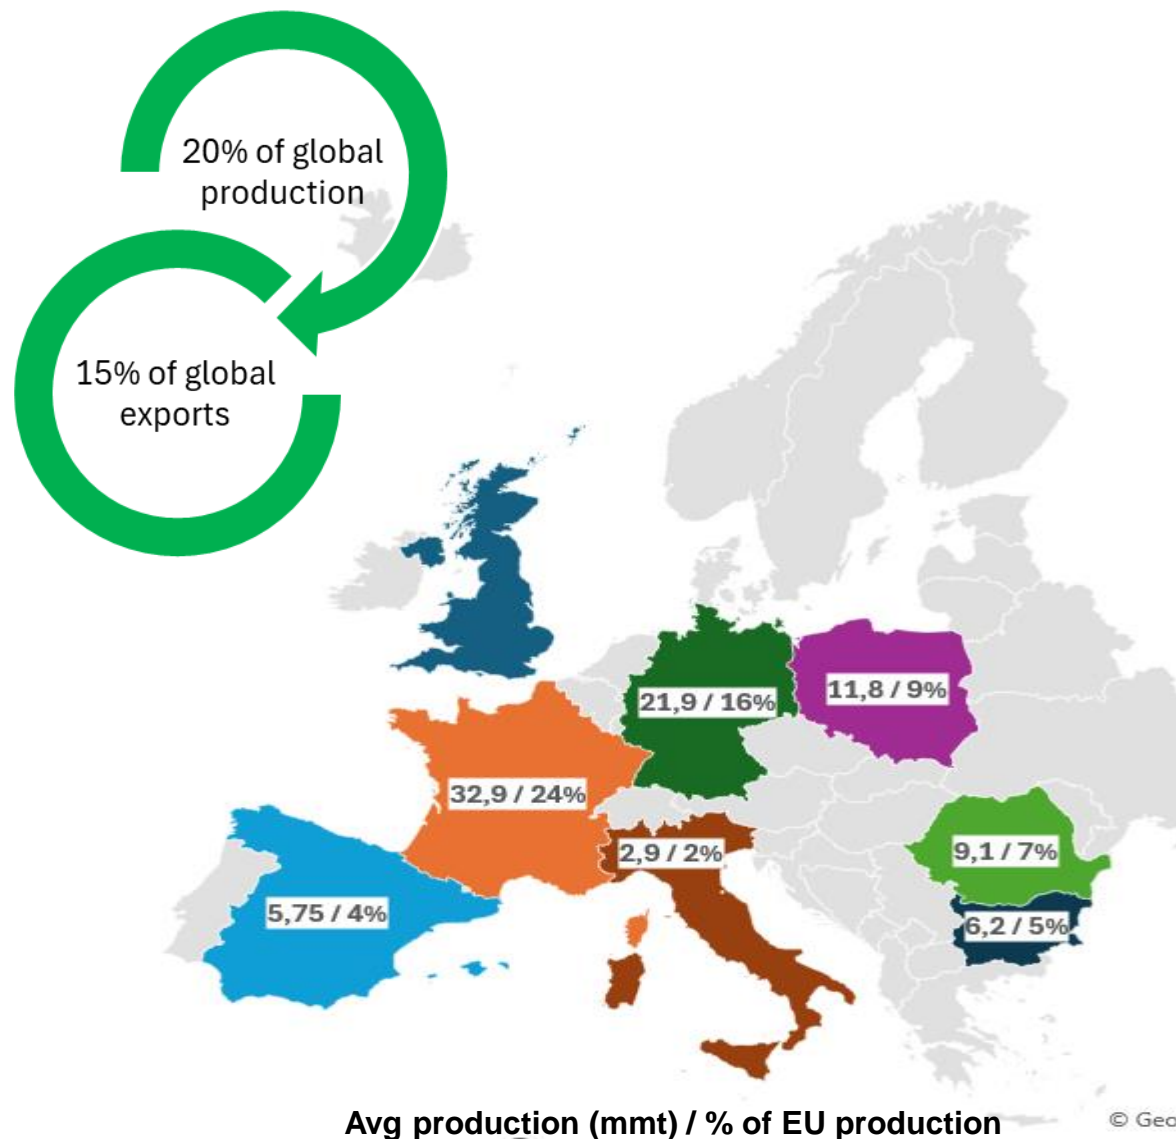 20% of global
production
15% of global
exports
21,9 / 16%
11,8 / 9%
32,9 / 24%
2,9 / 2%
9,1 / 7%
5,75 / 4%
6,2 / 5%
Avg production (mmt) / % of EU production
© Geo